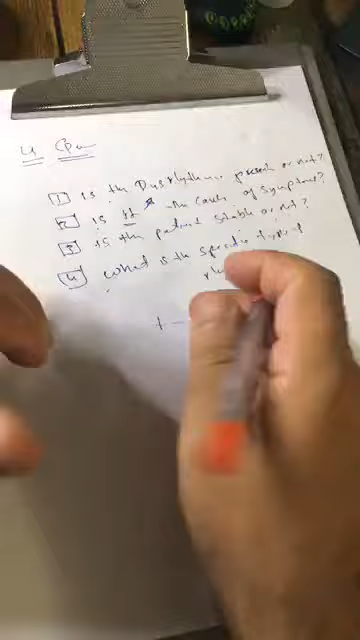 4 Qu
1 is the Dysrhythmia present or not?
2 is it the cause of symptoms?
3 is the patient stable or not?
4 What is the specific type of